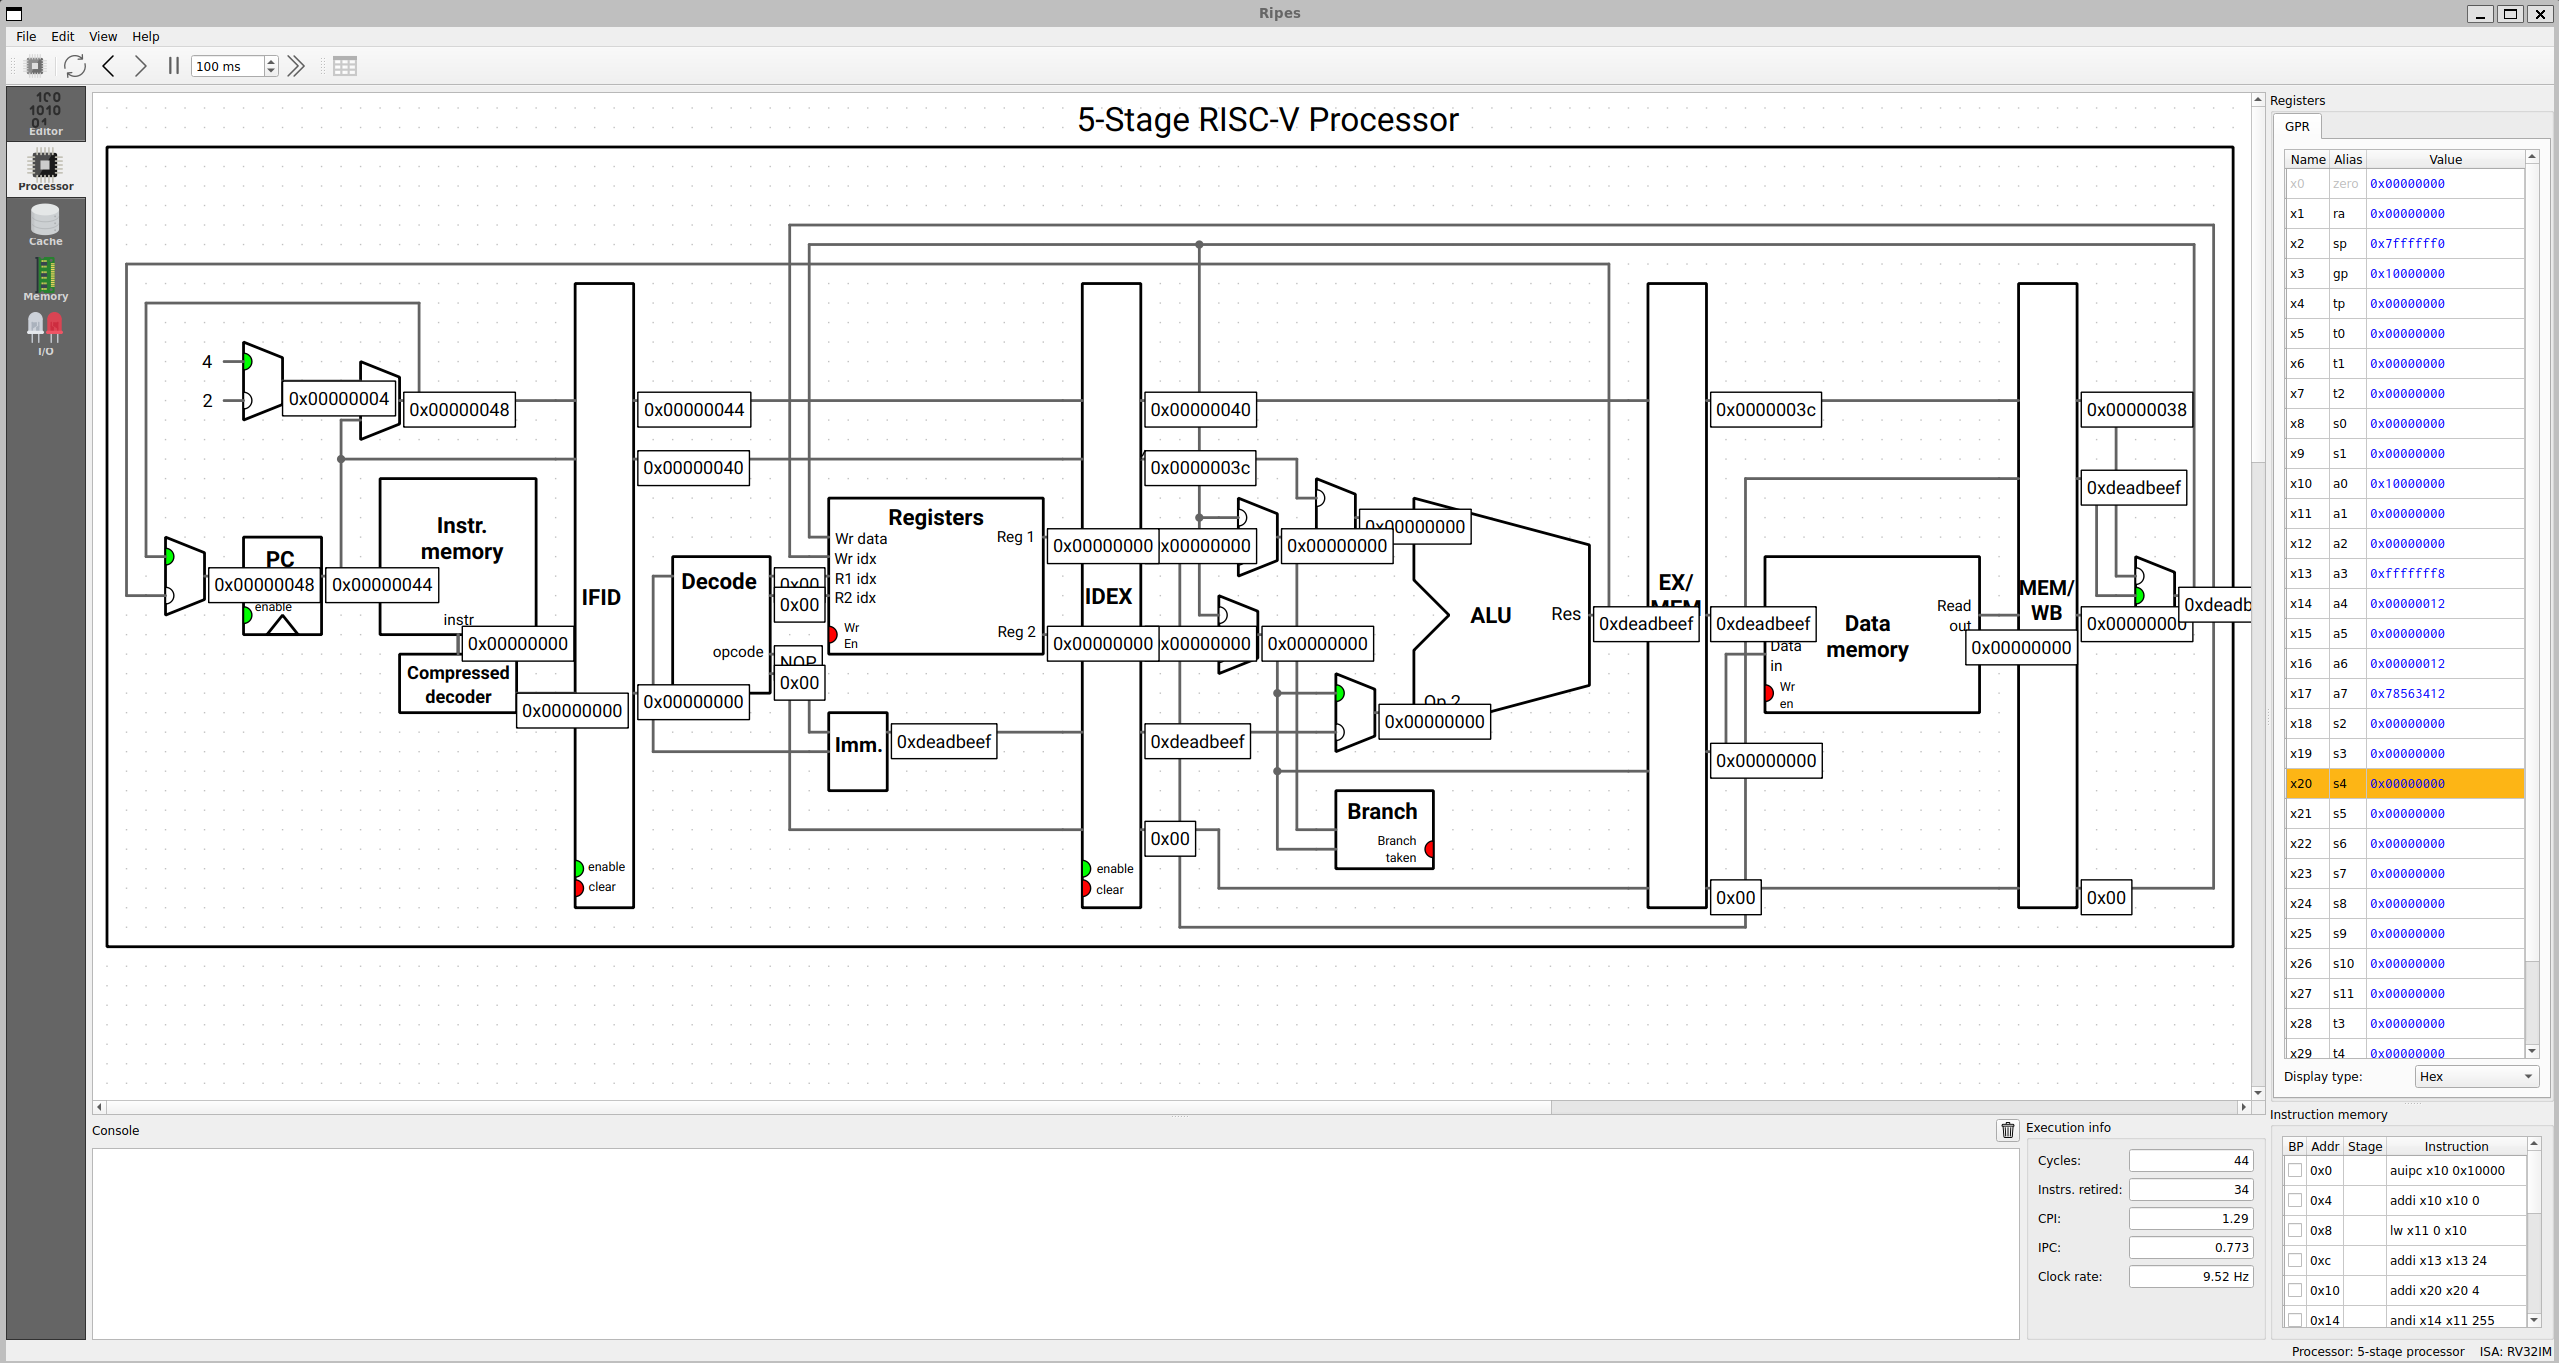 Ripes
File Edit View Help
100 ms
Editor
Processor
Cache
Memory
I/O
5-Stage RISC-V Processor
4
2
0x00000004
0x00000048
0x00000044
0x00000040
0x0000003c
0x00000038
0x00000040
0x0000003c
0xdeadbeef
Instr.
memory
instr
PC
enable
0x00000048
0x00000044
0x00000000
Compressed
decoder
0x00000000
IFID
enable
clear
0x00000000
Decode
opcode
0x00
0x00
NOP
0x00
Registers
Wr data
Wr idx
R1 idx
R2 idx
Wr
En
Reg 1
Reg 2
0x00000000
0x00000000
Imm.
0xdeadbeef
IDEX
enable
clear
x00000000
x00000000
0xdeadbeef
0x00
0x00000000
0x00000000
0x00000000
0x00000000
Op 2
ALU
Res
0xdeadbeef
Branch
Branch
taken
EX/
MEM
0xdeadbeef
0x00000000
0x00
Data
memory
Data
in
Wr
en
Read
out
0x00000000
MEM/
WB
0x00000000
0x00
0xdeadb
Registers
GPR
Name Alias Value
x0 zero 0x00000000
x1 ra 0x00000000
x2 sp 0x7ffffff0
x3 gp 0x10000000
x4 tp 0x00000000
x5 t0 0x00000000
x6 t1 0x00000000
x7 t2 0x00000000
x8 s0 0x00000000
x9 s1 0x00000000
x10 a0 0x10000000
x11 a1 0x00000000
x12 a2 0x00000000
x13 a3 0xfffffff8
x14 a4 0x00000012
x15 a5 0x00000000
x16 a6 0x00000012
x17 a7 0x78563412
x18 s2 0x00000000
x19 s3 0x00000000
x20 s4 0x00000000
x21 s5 0x00000000
x22 s6 0x00000000
x23 s7 0x00000000
x24 s8 0x00000000
x25 s9 0x00000000
x26 s10 0x00000000
x27 s11 0x00000000
x28 t3 0x00000000
x29 t4 0x00000000
Display type: Hex
Console
Execution info
Cycles: 44
Instrs. retired: 34
CPI: 1.29
IPC: 0.773
Clock rate: 9.52 Hz
Instruction memory
BP Addr Stage Instruction
0x0 auipc x10 0x10000
0x4 addi x10 x10 0
0x8 lw x11 0 x10
0xc addi x13 x13 24
0x10 addi x20 x20 4
0x14 andi x14 x11 255
Processor: 5-stage processor ISA: RV32IM